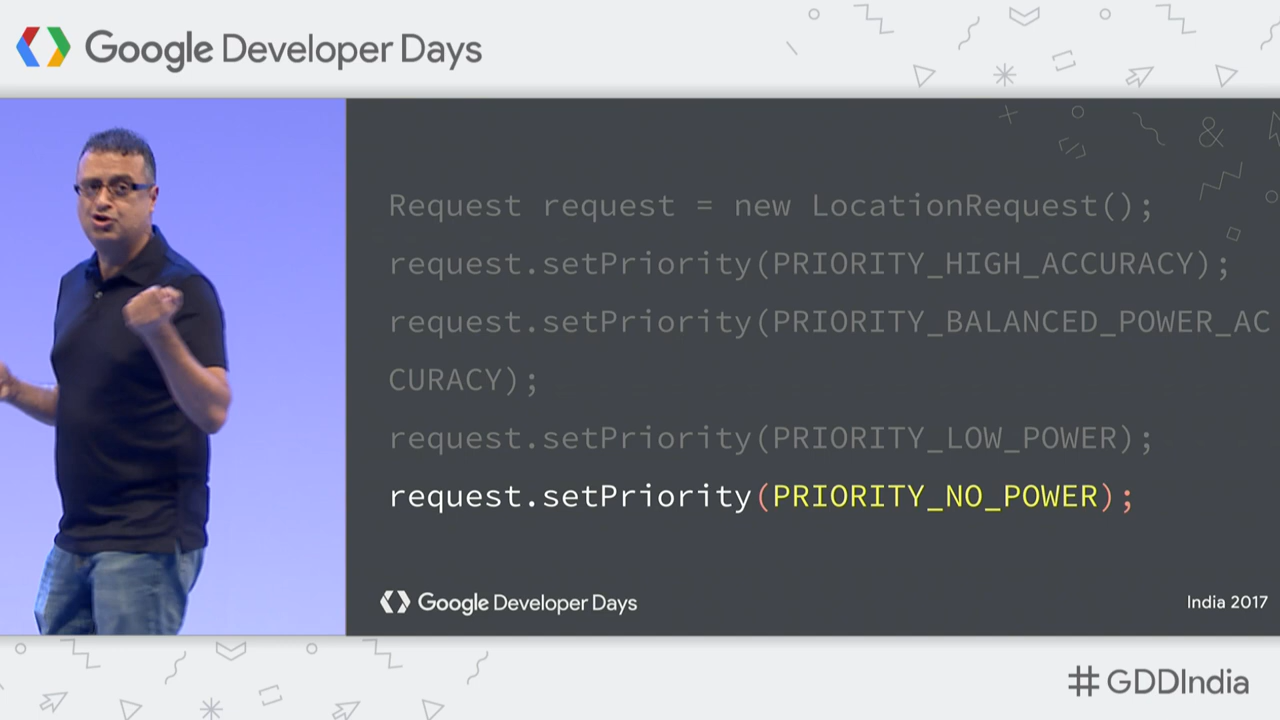 Google Developer Days
Request request = new LocationRequest();
request.setPriority(PRIORITY_HIGH_ACCURACY);
request.setPriority(PRIORITY_BALANCED_POWER_AC
CURACY);
request.setPriority(PRIORITY_LOW_POWER);
request.setPriority(PRIORITY_NO_POWER);
Google Developer Days
India 2017
#GDDIndia